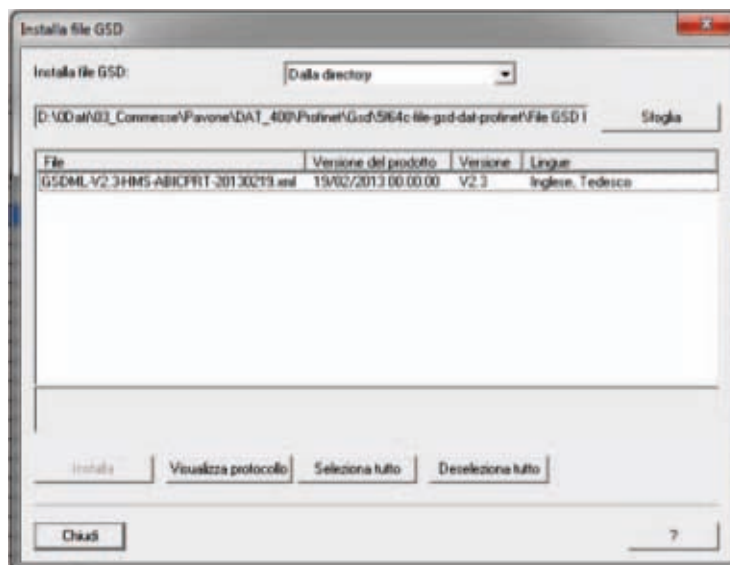 Installa file GSD
Installa file GSD:
Dalla directory
D:\0Dati\03_Commesse\Pavone\DAT_400\Profinet\Gsd\5f64c-file-gsd-dat-profinet\File GSD
Sfoglia
File Versione del prodotto Versione Lingue
GSDML-V2.3-HMS-ABICPRT-20130219.xml 19/02/2013 00.00.00 V2.3 Inglese, Tedesco
Installa Visualizza protocollo Seleziona tutto Deseleziona tutto
Chiudi ?